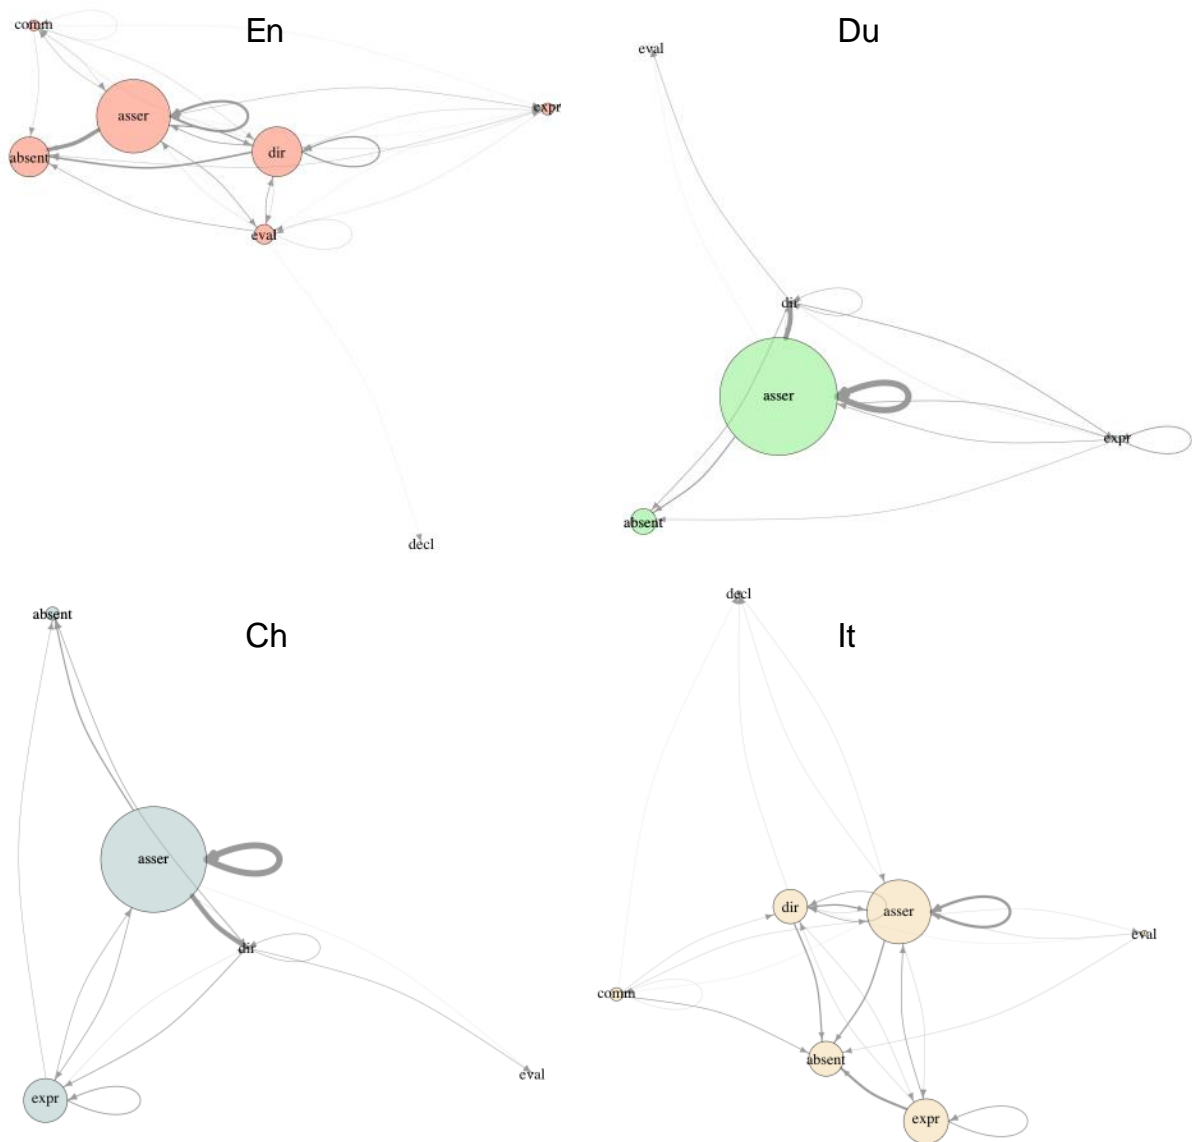 En
comm
asser
expr
absent
dir
eval
decl
Du
eval
dir
asser
expr
absent
Ch
absent
asser
dir
eval
expr
It
decl
dir
asser
eval
comm
absent
expr